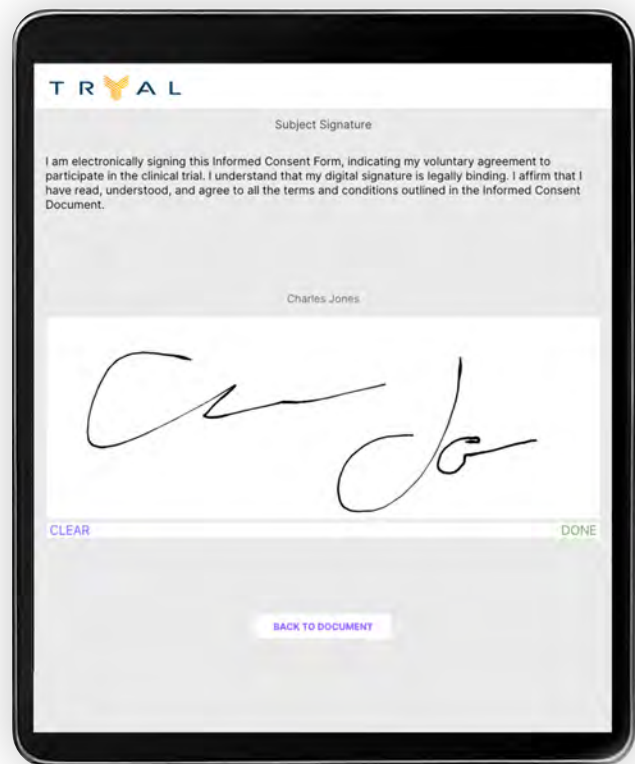 TRYAL
Subject Signature
I am electronically signing this Informed Consent Form, indicating my voluntary agreement to
participate in the clinical trial. I understand that my digital signature is legally binding. I affirm that I
have read, understood, and agree to all the terms and conditions outlined in the Informed Consent
Document.
Charles Jones
CLEAR
DONE
BACK TO DOCUMENT